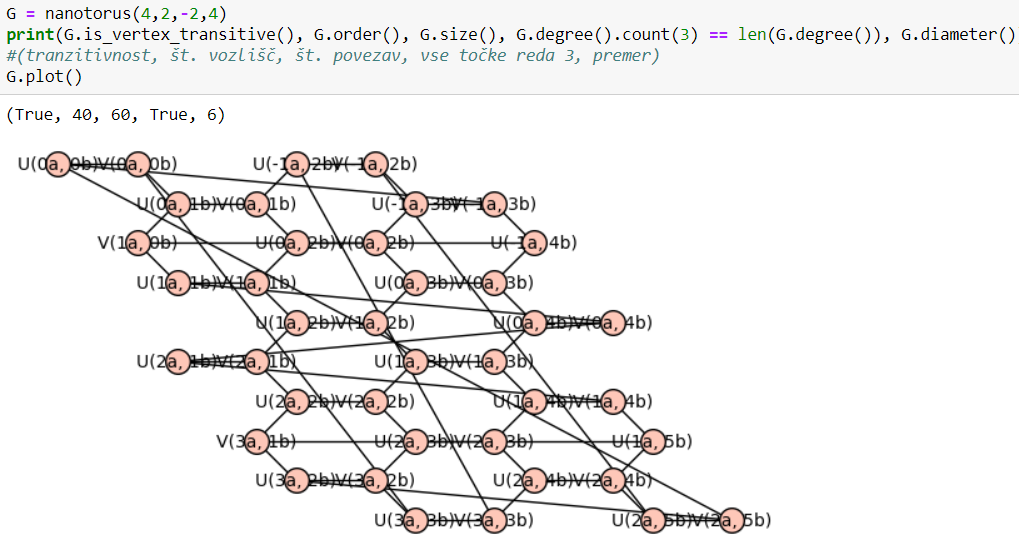 G = nanotorus(4,2,-2,4)
print(G.is_vertex_transitive(), G.order(), G.size(), G.degree().count(3) == len(G.degree()), G.diameter())
#(tranzitivnost, št. vozlišč, št. povezav, vse točke reda 3, premer)
G.plot()
(True, 40, 60, True, 6)
U(0a, 0b) V(0a, 0b) U(-1a, 2b) V(-1a, 2b)
U(0a, 1b) V(0a, 1b) U(-1a, 3b) V(-1a, 3b)
V(1a, 0b) U(0a, 2b) V(0a, 2b) U(-1a, 4b)
U(1a, 1b) V(1a, 1b) U(0a, 3b) V(0a, 3b)
U(1a, 2b) V(1a, 2b) U(0a, 4b) V(0a, 4b)
U(2a, 1b) V(2a, 1b) U(1a, 3b) V(1a, 3b)
U(2a, 2b) V(2a, 2b) U(1a, 4b) V(1a, 4b)
V(3a, 1b) U(2a, 3b) V(2a, 3b) U(1a, 5b)
U(3a, 2b) V(3a, 2b) U(2a, 4b) V(2a, 4b)
U(3a, 3b) V(3a, 3b) U(2a, 5b) V(2a, 5b)